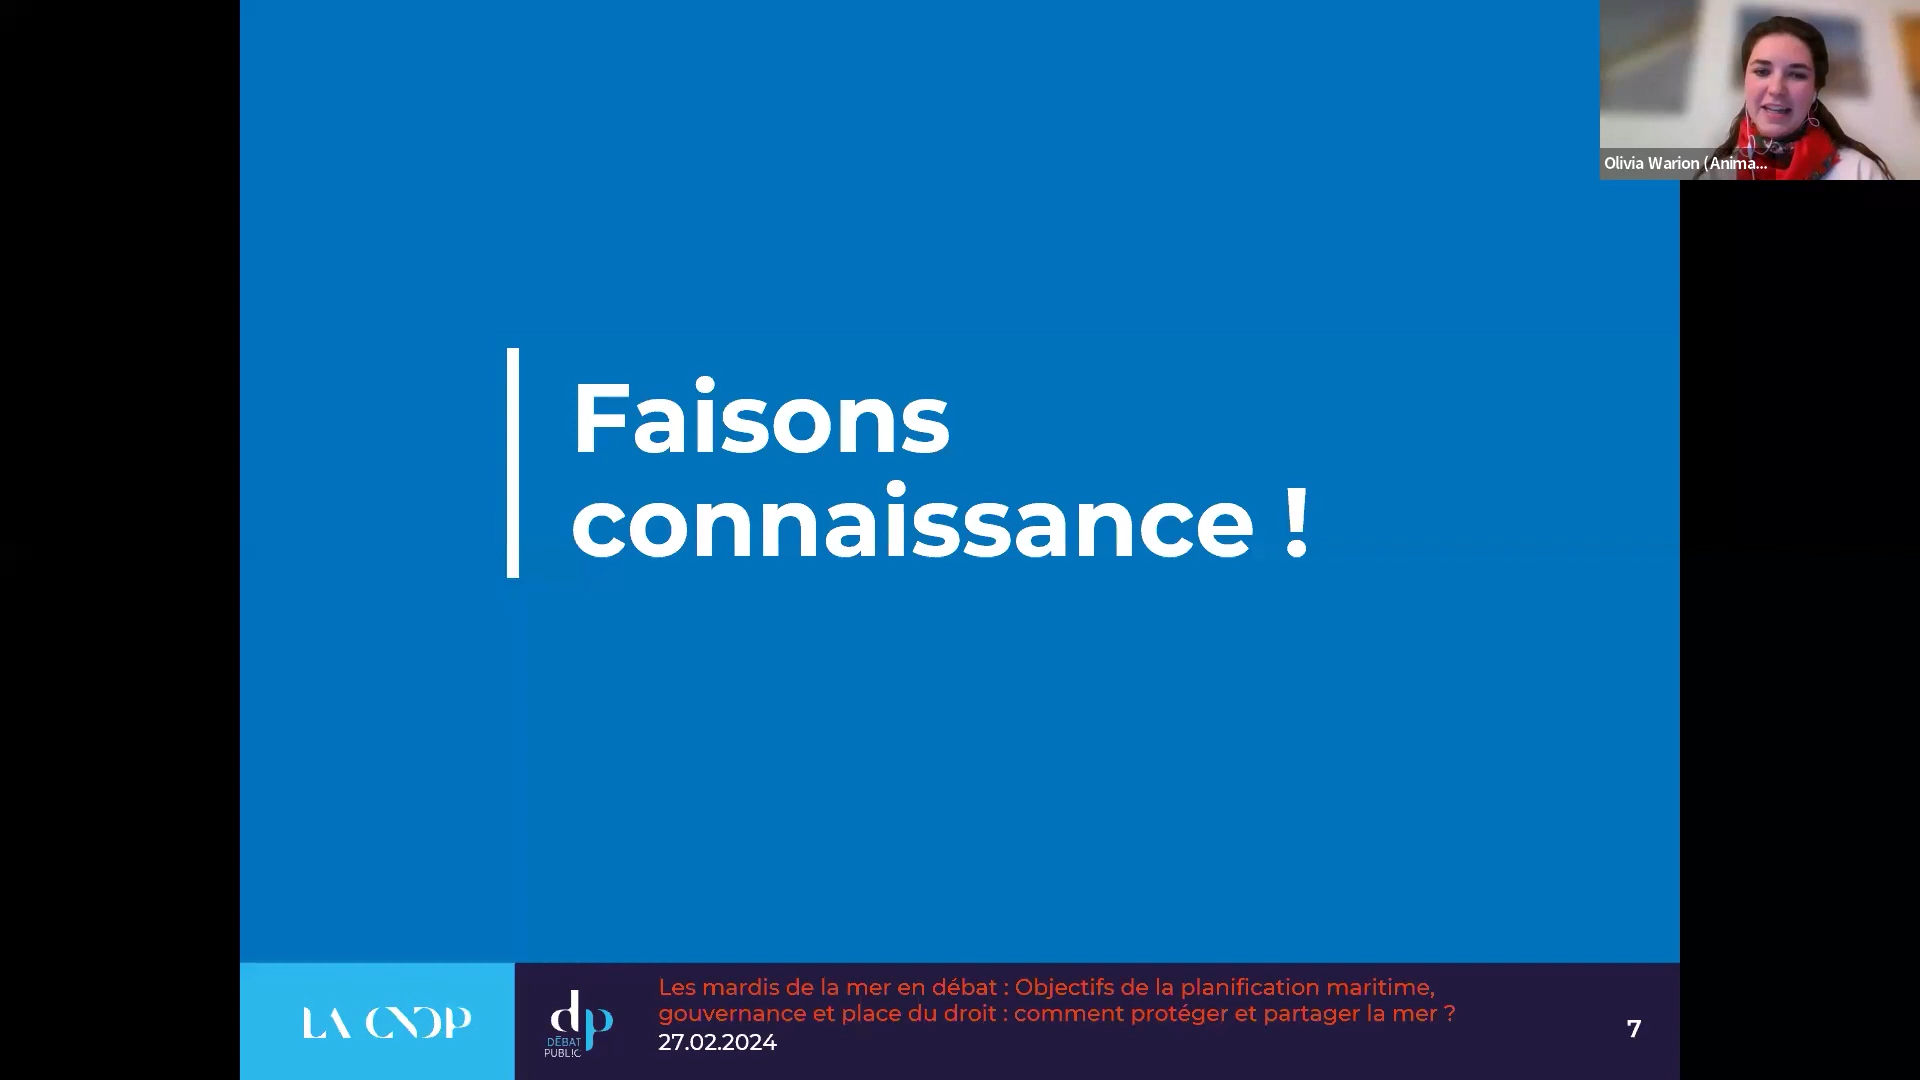 Olivia Warion (Anima...
Faisons
connaissance !
LA CNDP
dp
DÉBAT
PUBLIC
Les mardis de la mer en débat : Objectifs de la planification maritime,
gouvernance et place du droit : comment protéger et partager la mer ?
27.02.2024
7